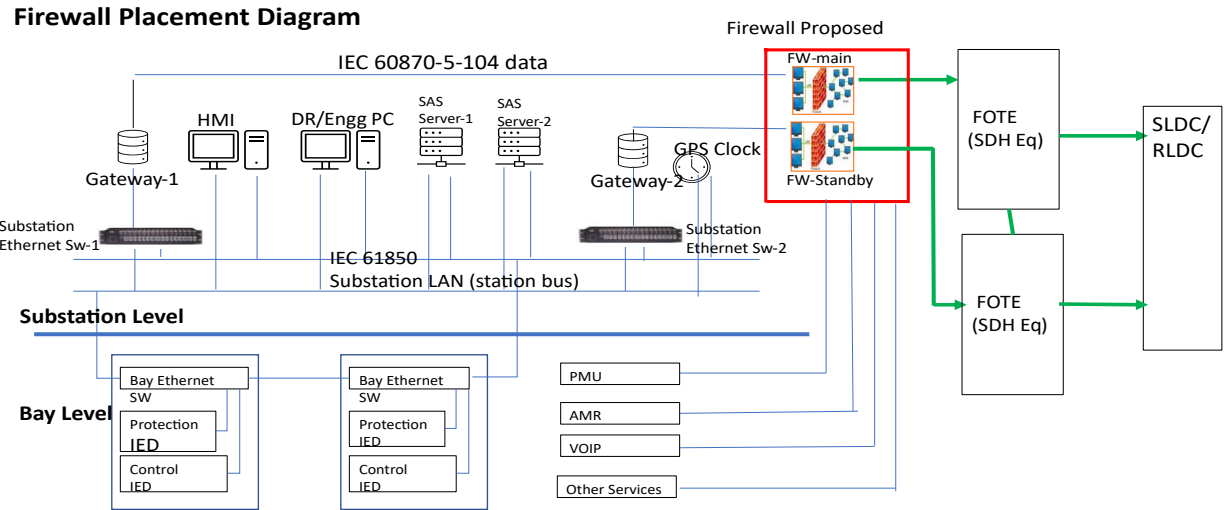 Firewall Placement Diagram
Firewall Proposed
IEC 60870-5-104 data
FW-main
HMI
DR/Engg PC
SAS
Server-1
SAS
Server-2
FOTE
(SDH Eq)
SLDC/
RLDC
GPS Clock
Gateway-1
Gateway-2
FW-Standby
Substation
Ethernet Sw-1
Substation
Ethernet Sw-2
IEC 61850
Substation LAN (station bus)
FOTE
(SDH Eq)
Substation Level
Bay Level
Bay Ethernet
SW
Protection
IED
Control
IED
Bay Ethernet
SW
Protection
IED
Control
IED
PMU
AMR
VOIP
Other Services